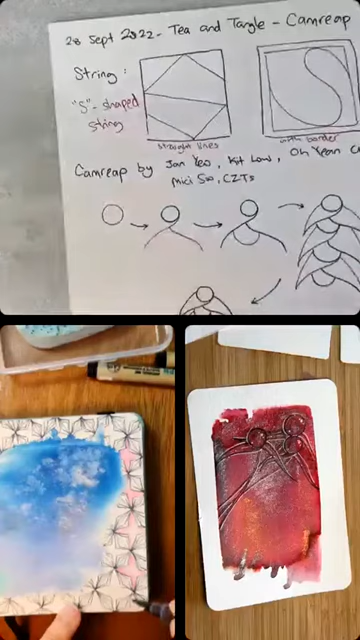 28 Sept 2022 - Tea and Tangle - Camreap
String :
"S"-shaped string
straight lines
with border
Camreap by Jan Yeo, Kit Low, Oh Yean
Mici So, CZTs